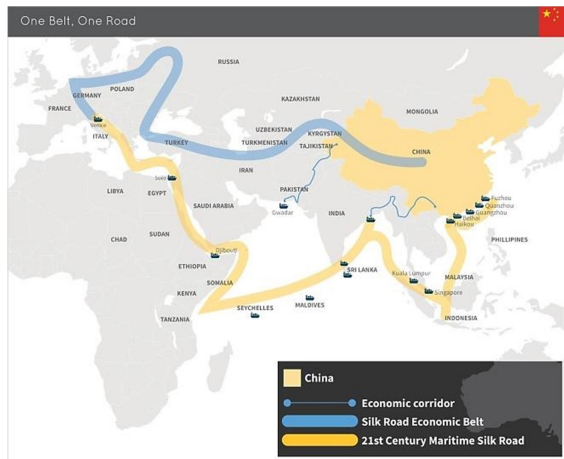 One Belt, One Road
RUSSIA
POLAND
GERMANY
FRANCE
KAZAKHSTAN
MONGOLIA
Venice
ITALY
UZBEKISTAN
KYRGYSTAN
TURKEY
TURKMENISTAN
TAJIKISTAN
CHINA
IRAN
Suez
LIBYA
EGYPT
PAKISTAN
SAUDI ARABIA
Gwadar
INDIA
Fuzhou
Quanzhou
Guangzhou
Beihai
Haikou
CHAD
SUDAN
Djibouti
PHILLIPINES
ETHIOPIA
SOMALIA
SRI LANKA
Kuala Lumpur
MALAYSIA
KENYA
Singapore
SEYCHELLES
MALDIVES
TANZANIA
INDONESIA
China
Economic corridor
Silk Road Economic Belt
21st Century Maritime Silk Road